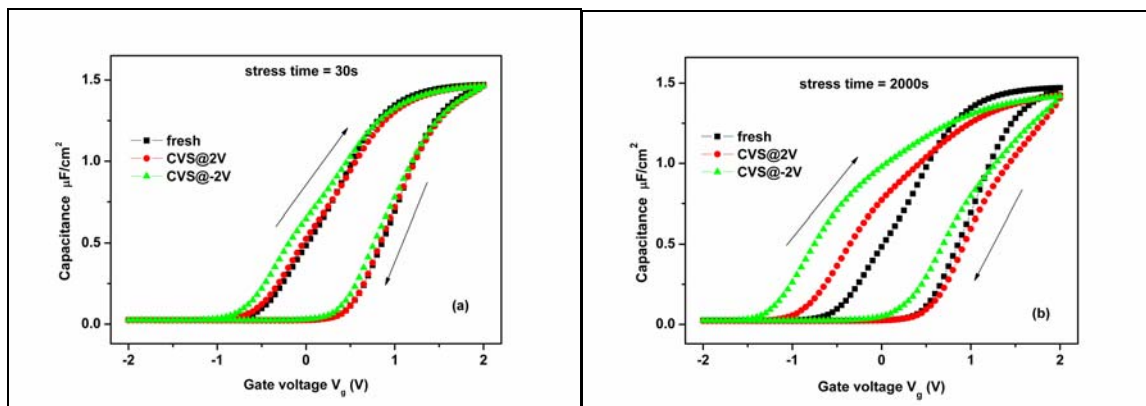 stress time = 30s
1.5
1.0
0.5
0.0
Capacitance μF/cm²
fresh
CVS@2V
CVS@-2V
(a)
-2
-1
0
1
2
Gate voltage Vg (V)
stress time = 2000s
1.5
1.0
0.5
0.0
Capacitance μF/cm²
fresh
CVS@2V
CVS@-2V
(b)
-2
-1
0
1
2
Gate voltage Vg (V)